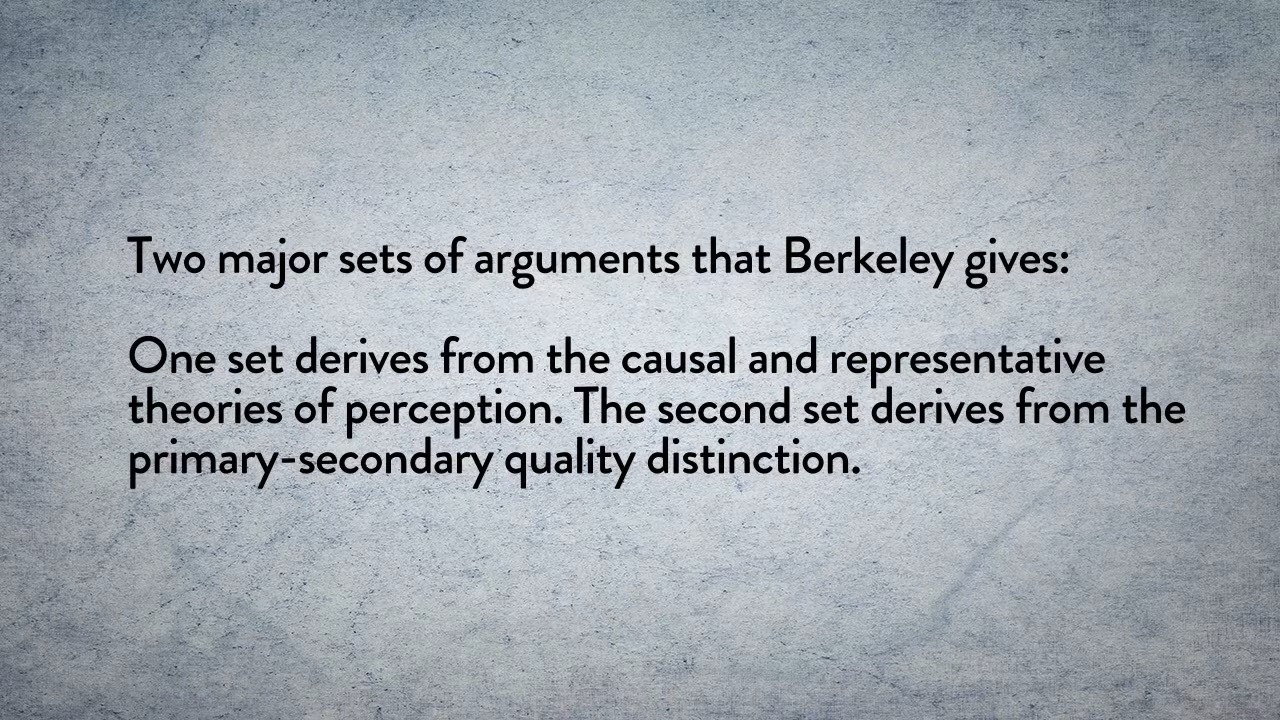 Two major sets of arguments that Berkeley gives:
One set derives from the causal and representative
theories of perception. The second set derives from the
primary-secondary quality distinction.